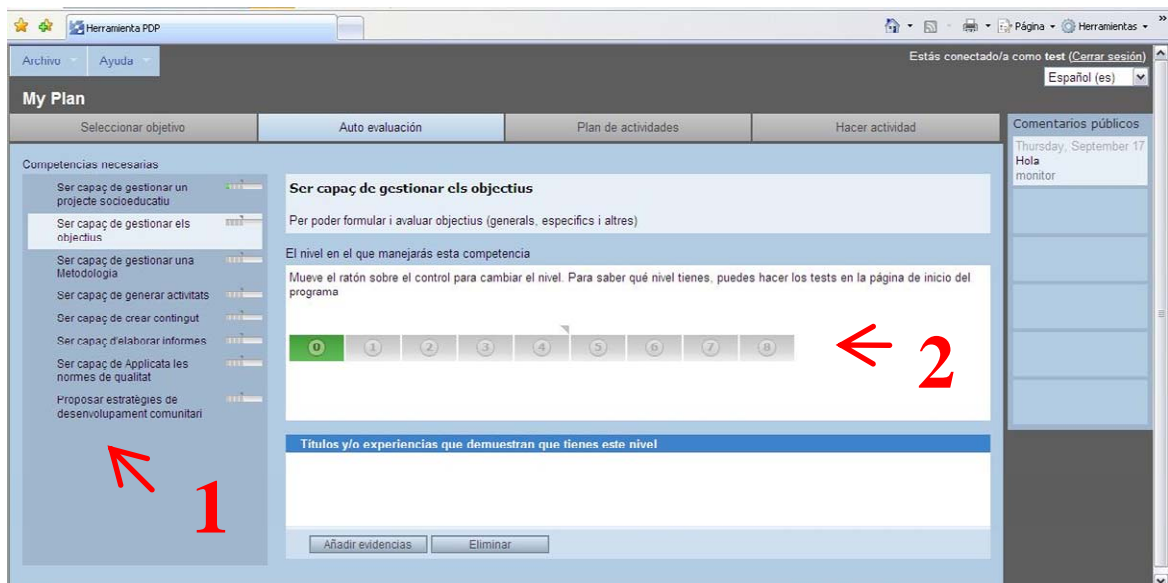 Herramienta PDP
Página
Herramientas
»
Archivo
Ayuda
Estás conectado/a como test (Cerrar sesión)
Español (es)
My Plan
Seleccionar objetivo
Auto evaluación
Plan de actividades
Hacer actividad
Comentarios públicos
Thursday, September 17
Hola
monitor
Competencias necesarias
Ser capaç de gestionar un
projecte socioeducatiu
Ser capaç de gestionar els
objectius
Ser capaç de gestionar una
Metodologia
Ser capaç de generar activitats
Ser capaç de crear contingut
Ser capaç d'elaborar informes
Ser capaç de Applicata les
normes de qualitat
Proposar estratègies de
desenvolupament comunitari
1
Ser capaç de gestionar els objectius
Per poder formular i avaluar objectius (generals, especifics i altres)
El nivel en el que manejarás esta competencia
Mueve el ratón sobre el control para cambiar el nivel. Para saber qué nivel tienes, puedes hacer los tests en la página de inicio del
programa
0 1 2 3 4 5 6 7 8
2
Títulos y/o experiencias que demuestran que tienes este nivel
Añadir evidencias
Eliminar